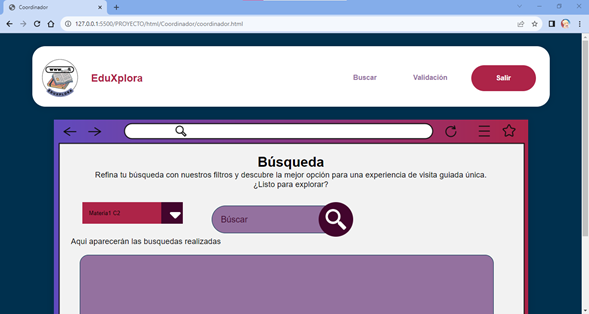 Coordinador
127.0.0.1:5500/PROYECTO/html/Coordinador/coordinador.html
www.
EduXplora
Buscar
Validación
Salir
Búsqueda
Refina tu búsqueda con nuestros filtros y descubre la mejor opción para una experiencia de visita guiada única.
¿Listo para explorar?
Materia1 C2
Búscar
Aqui aparecerán las busquedas realizadas